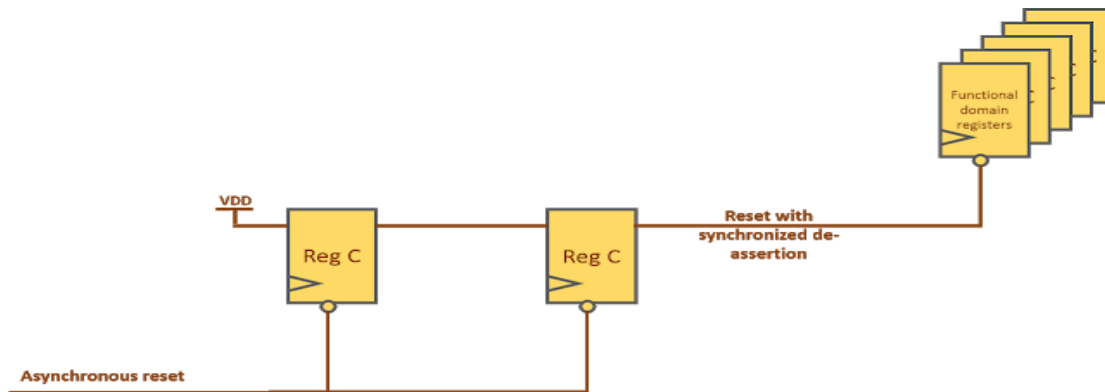 Functional
domain
registers
C
C
C
C
VDD
Reg C
Reg C
Reset with
synchronized de-
assertion
Asynchronous reset